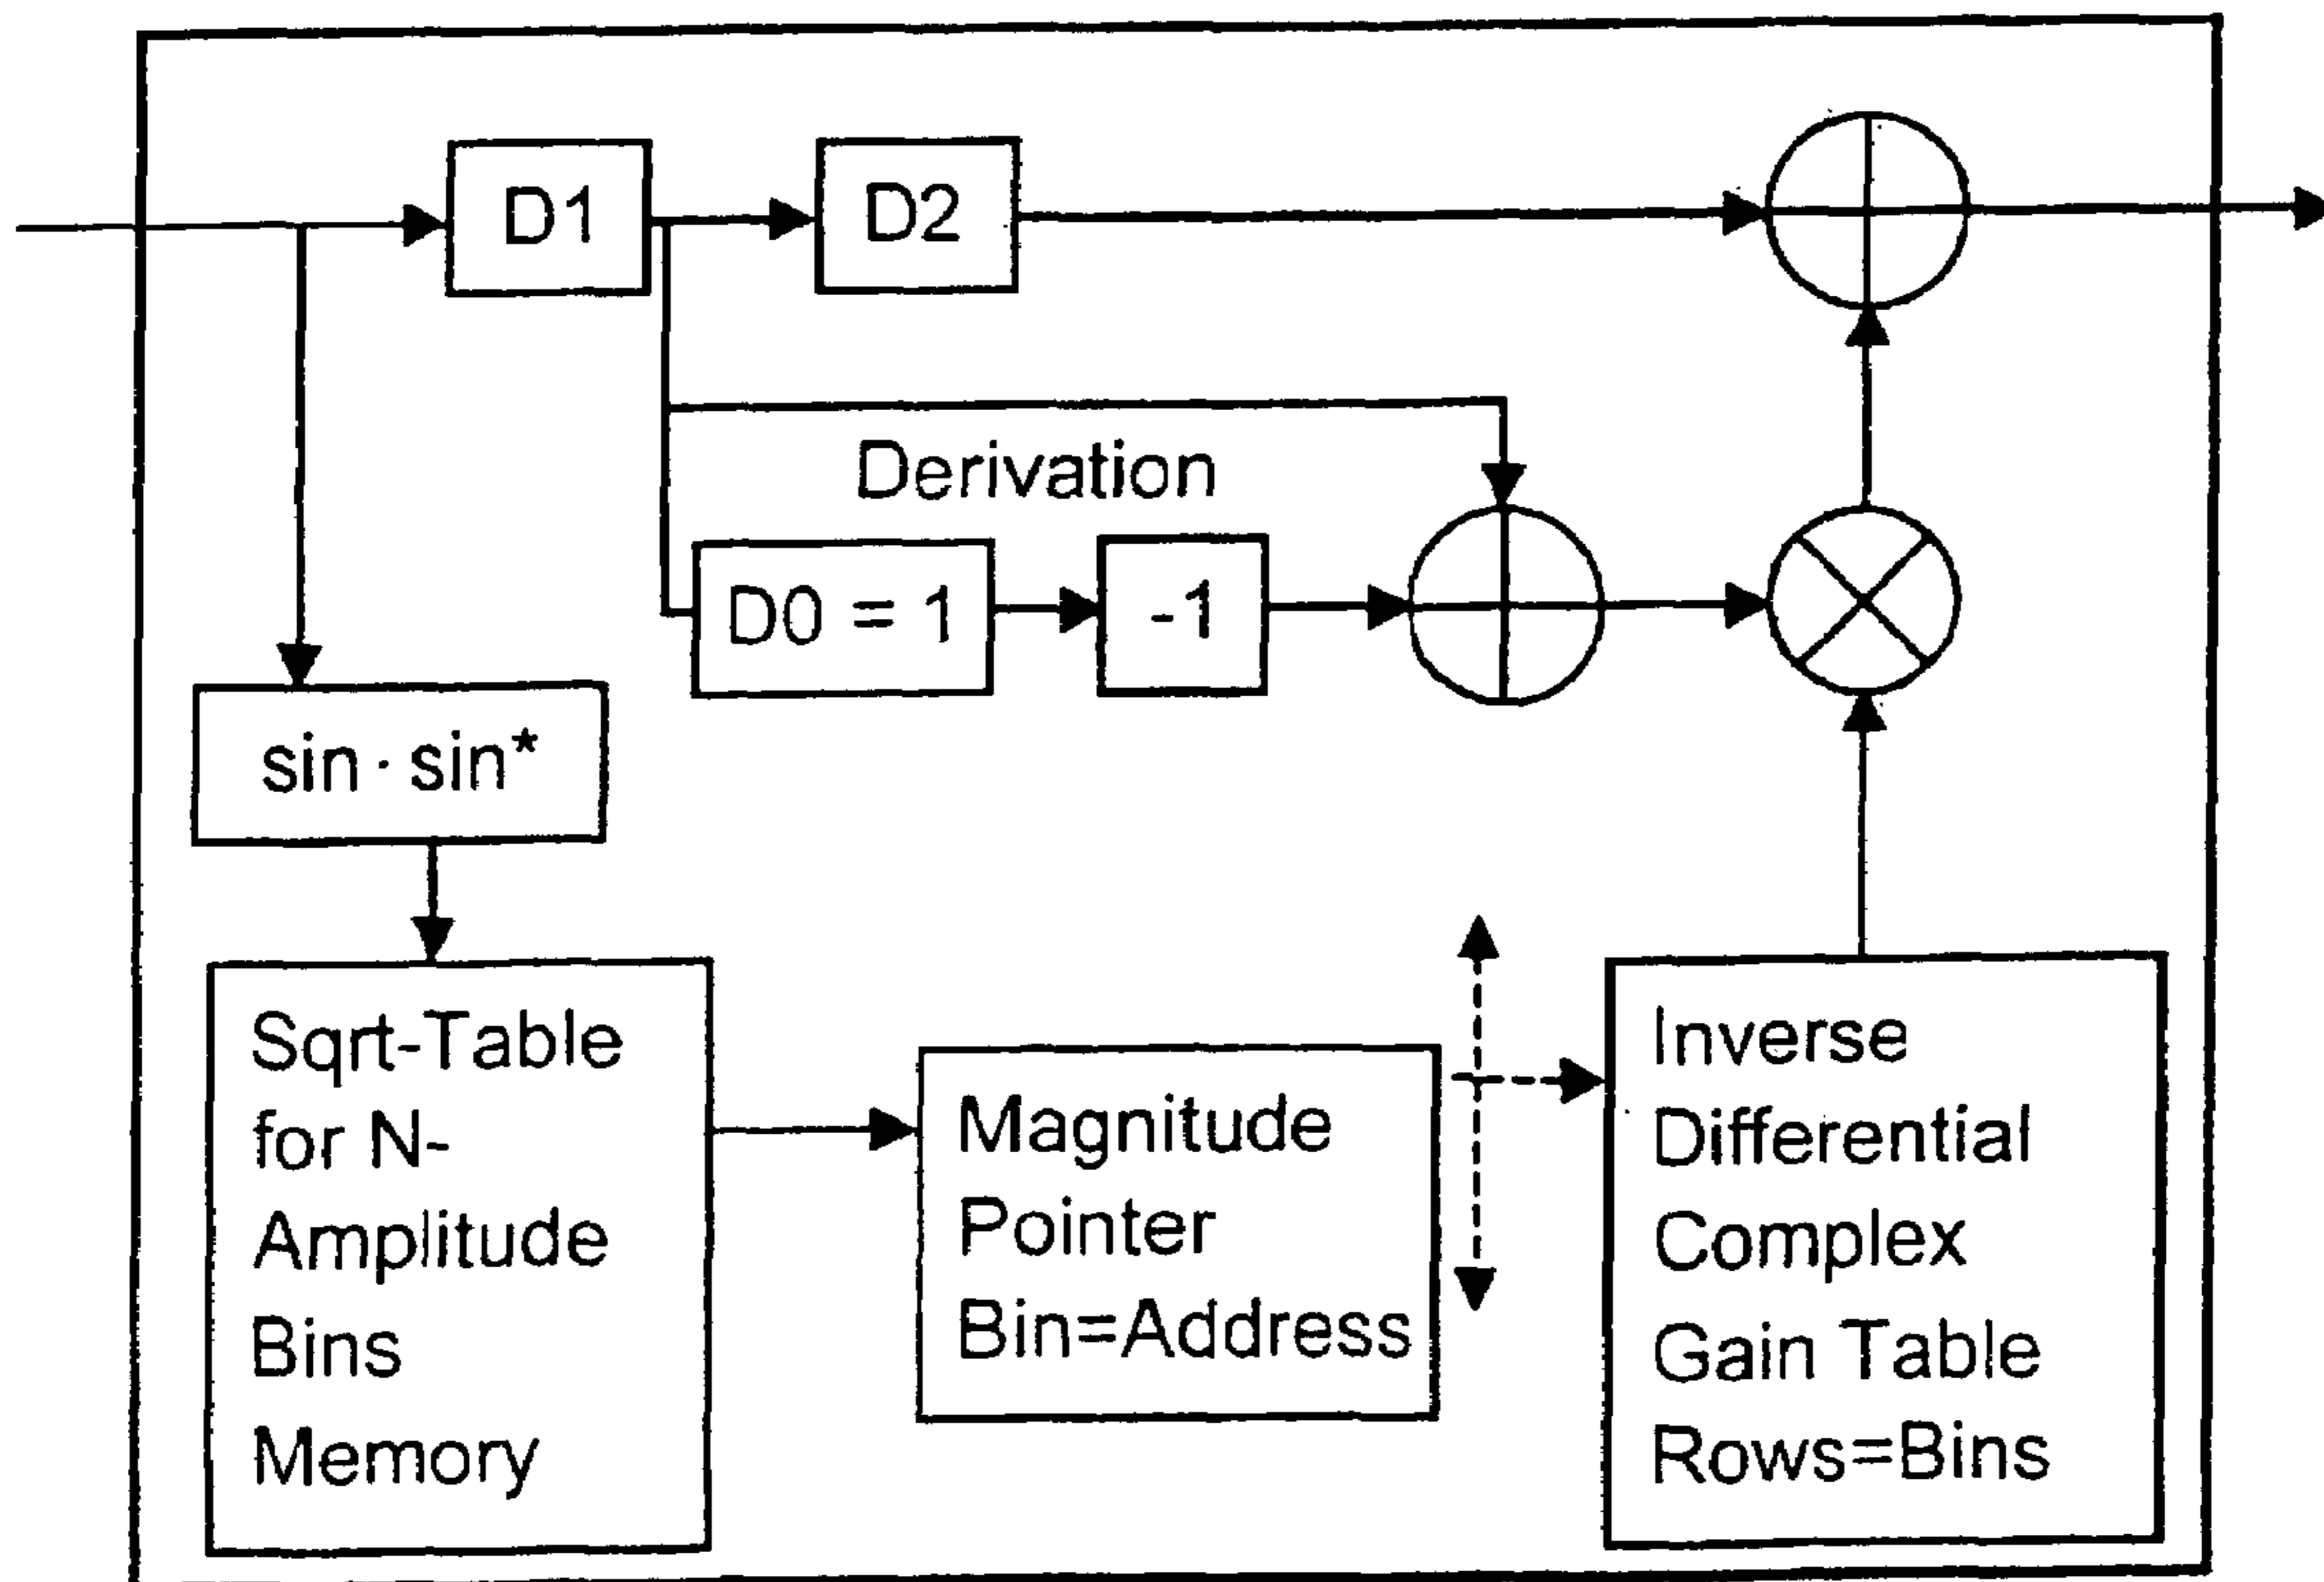 D1
D2
Derivation
D0 = 1
-1
sin · sin*
Sqrt-Table
for N-
Amplitude
Bins
Memory
Magnitude
Pointer
Bin=Address
Inverse
Differential
Complex
Gain Table
Rows=Bins